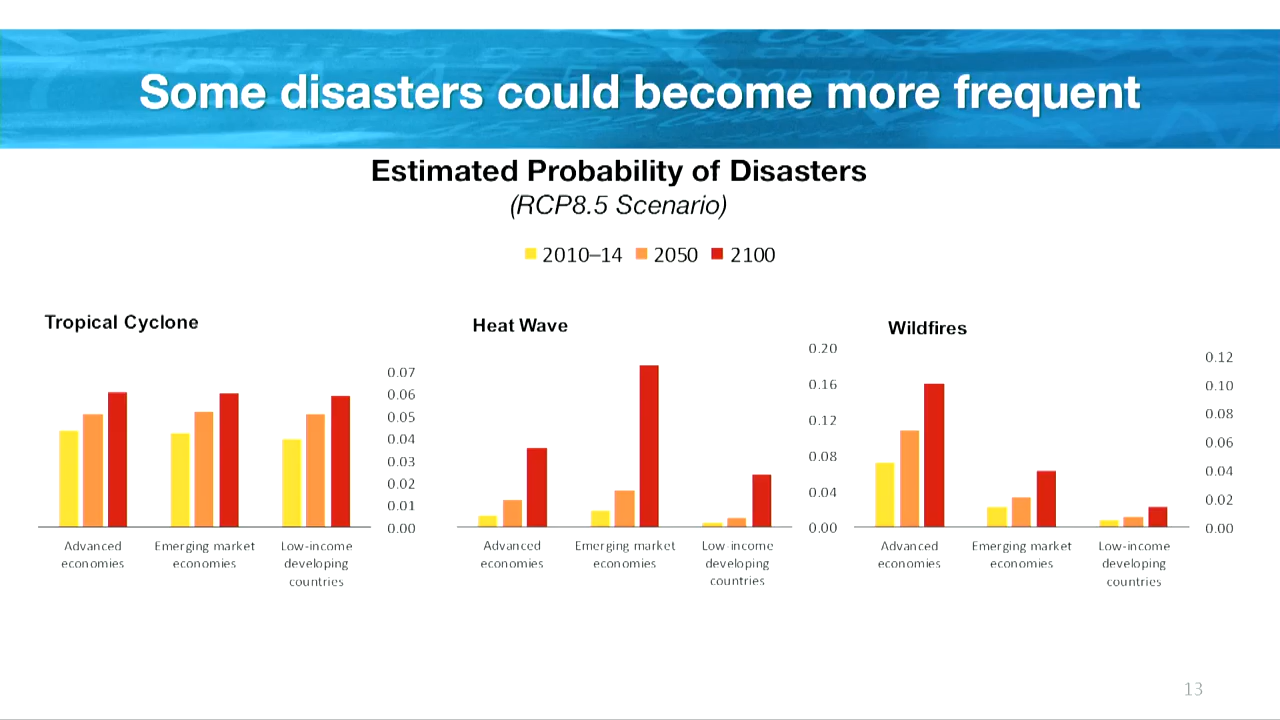 Some disasters could become more frequent
Estimated Probability of Disasters
(RCP8.5 Scenario)
2010–14 2050 2100
Tropical Cyclone
0.07
0.06
0.05
0.04
0.03
0.02
0.01
0.00
Advanced economies
Emerging market economies
Low-income developing countries
Heat Wave
0.20
0.16
0.12
0.08
0.04
0.00
Advanced economies
Emerging market economies
Low-income developing countries
Wildfires
0.12
0.10
0.08
0.06
0.04
0.02
0.00
Advanced economies
Emerging market economies
Low-income developing countries
13